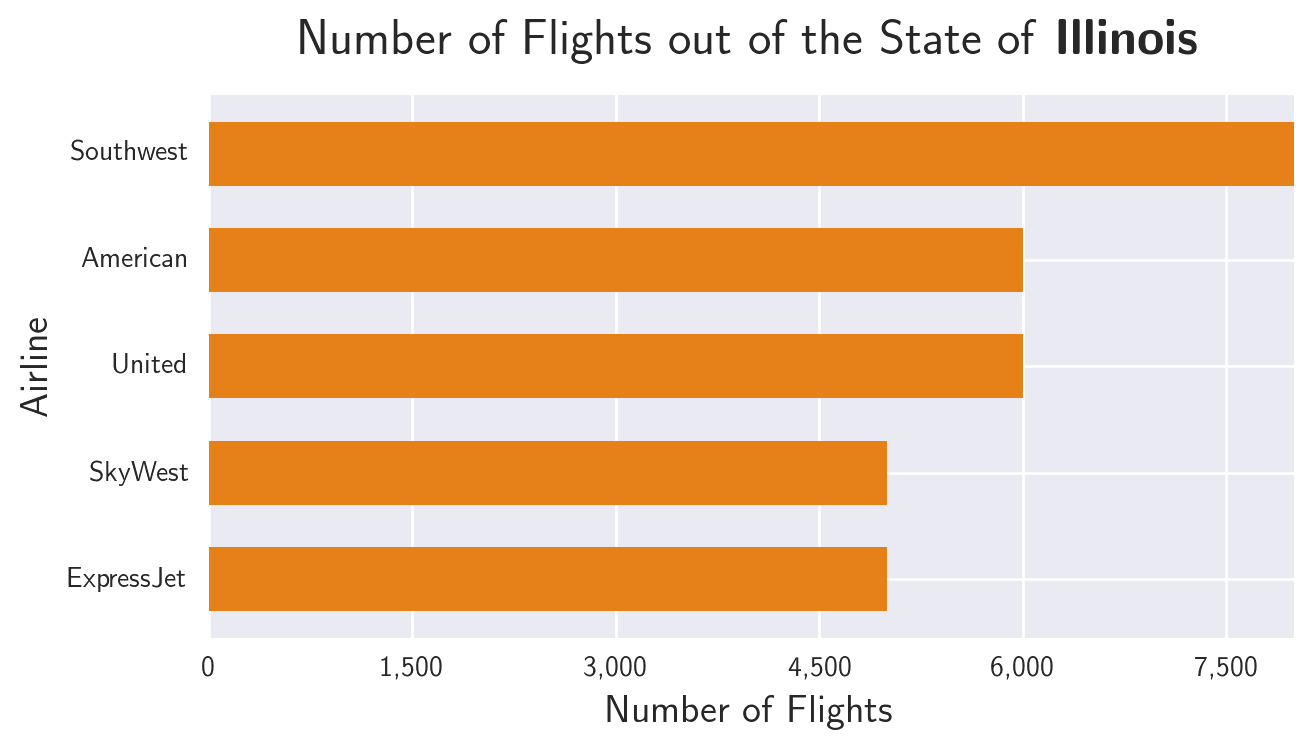 Number of Flights out of the State of Illinois
Southwest
American
United
SkyWest
ExpressJet
Airline
0 1,500 3,000 4,500 6,000 7,500
Number of Flights